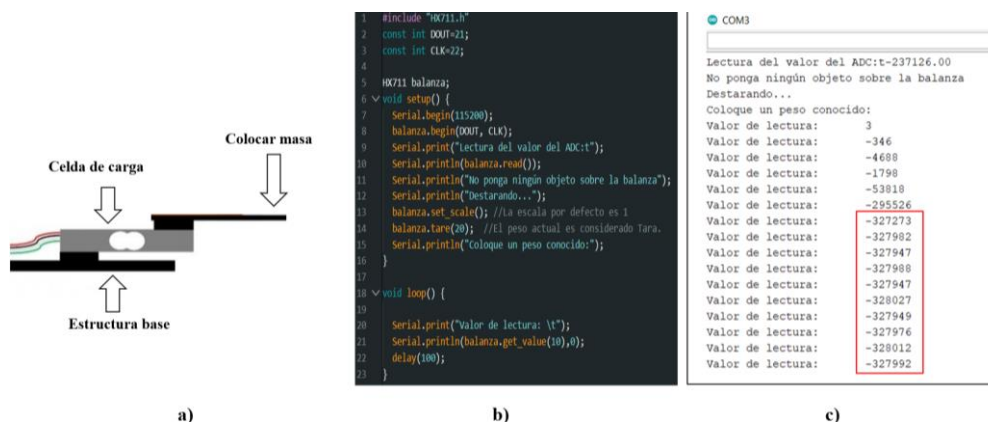 Colocar masa
Celda de carga
Estructura base
a)
1 #include "HX711.h"
2 const int DOUT=21;
3 const int CLK=22;
4
5 HX711 balanza;
6 void setup() {
7 Serial.begin(115200);
8 balanza.begin(DOUT, CLK);
9 Serial.print("Lectura del valor del ADC:t");
10 Serial.println(balanza.read());
11 Serial.println("No ponga ningún objeto sobre la balanza");
12 Serial.println("Destarando...");
13 balanza.set_scale(); //La escala por defecto es 1
14 balanza.tare(20); //El peso actual es considerado Tara.
15 Serial.println("Coloque un peso conocido:");
16 }
17
18 void loop() {
19
20 Serial.print("Valor de lectura: \t");
21 Serial.println(balanza.get_value(10),0);
22 delay(100);
23 }
b)
COM3
Lectura del valor del ADC:t-237126.00
No ponga ningún objeto sobre la balanza
Destarando...
Coloque un peso conocido:
Valor de lectura: 3
Valor de lectura: -346
Valor de lectura: -4688
Valor de lectura: -1798
Valor de lectura: -53818
Valor de lectura: -295526
Valor de lectura: -327273
Valor de lectura: -327982
Valor de lectura: -327947
Valor de lectura: -327988
Valor de lectura: -327947
Valor de lectura: -328027
Valor de lectura: -327949
Valor de lectura: -327976
Valor de lectura: -328012
Valor de lectura: -327992
c)